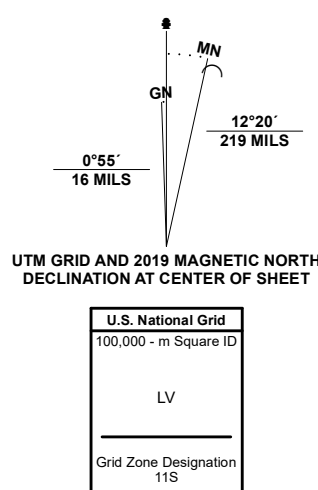 MN
GN
12°20´
219 MILS
0°55´
16 MILS
UTM GRID AND 2019 MAGNETIC NORTH
DECLINATION AT CENTER OF SHEET
U.S. National Grid
100,000 - m Square ID
LV
Grid Zone Designation
11S